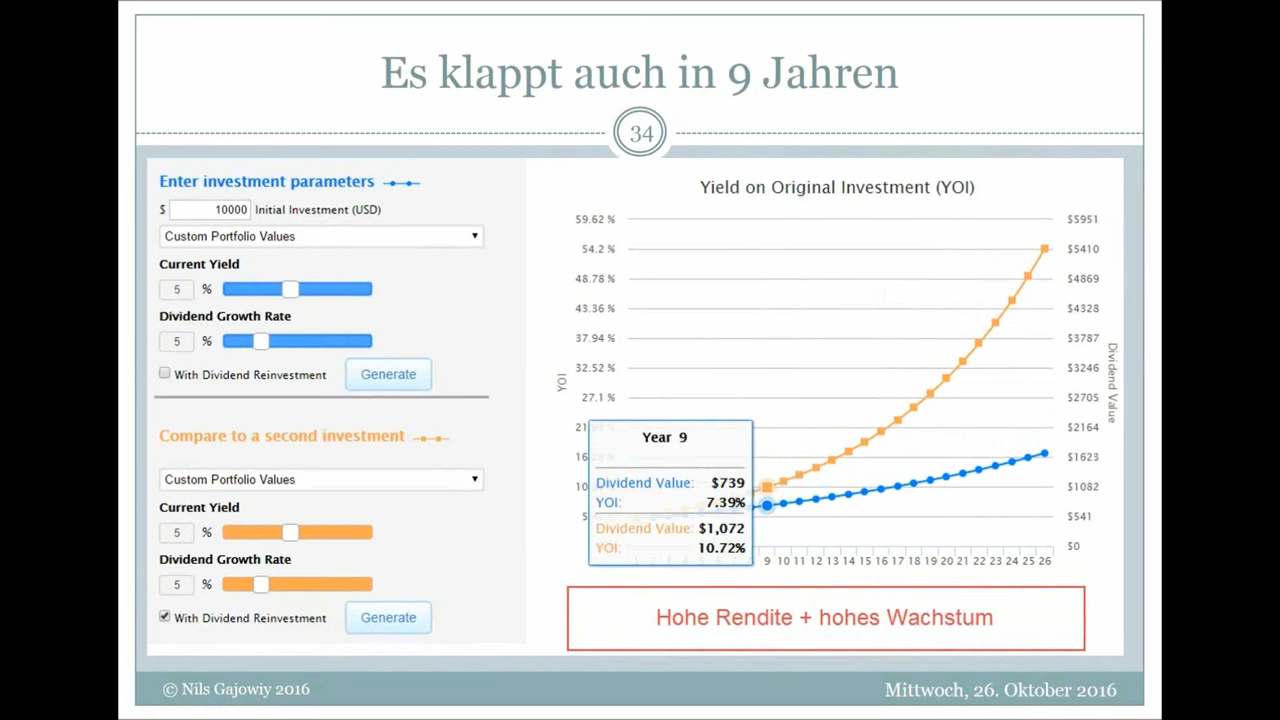 Es klappt auch in 9 Jahren
34
Enter investment parameters
$ 10000 Initial Investment (USD)
Custom Portfolio Values
Current Yield
5 %
Dividend Growth Rate
5 %
With Dividend Reinvestment Generate
Compare to a second investment
Custom Portfolio Values
Current Yield
5 %
Dividend Growth Rate
5 %
With Dividend Reinvestment Generate
Yield on Original Investment (YOI)
59.62 % $5951
54.2 % $5410
48.78 % $4869
43.36 % $4328
37.94 % $3787
32.52 % $3246
27.1 % $2705
$2164
$1623
$1082
$541
$0
YOI
Dividend Value
Year 9
Dividend Value: $739
YOI: 7.39%
Dividend Value: $1,072
YOI: 10.72%
9 10 11 12 13 14 15 16 17 18 19 20 21 22 23 24 25 26
Hohe Rendite + hohes Wachstum
© Nils Gajowiy 2016
Mittwoch, 26. Oktober 2016